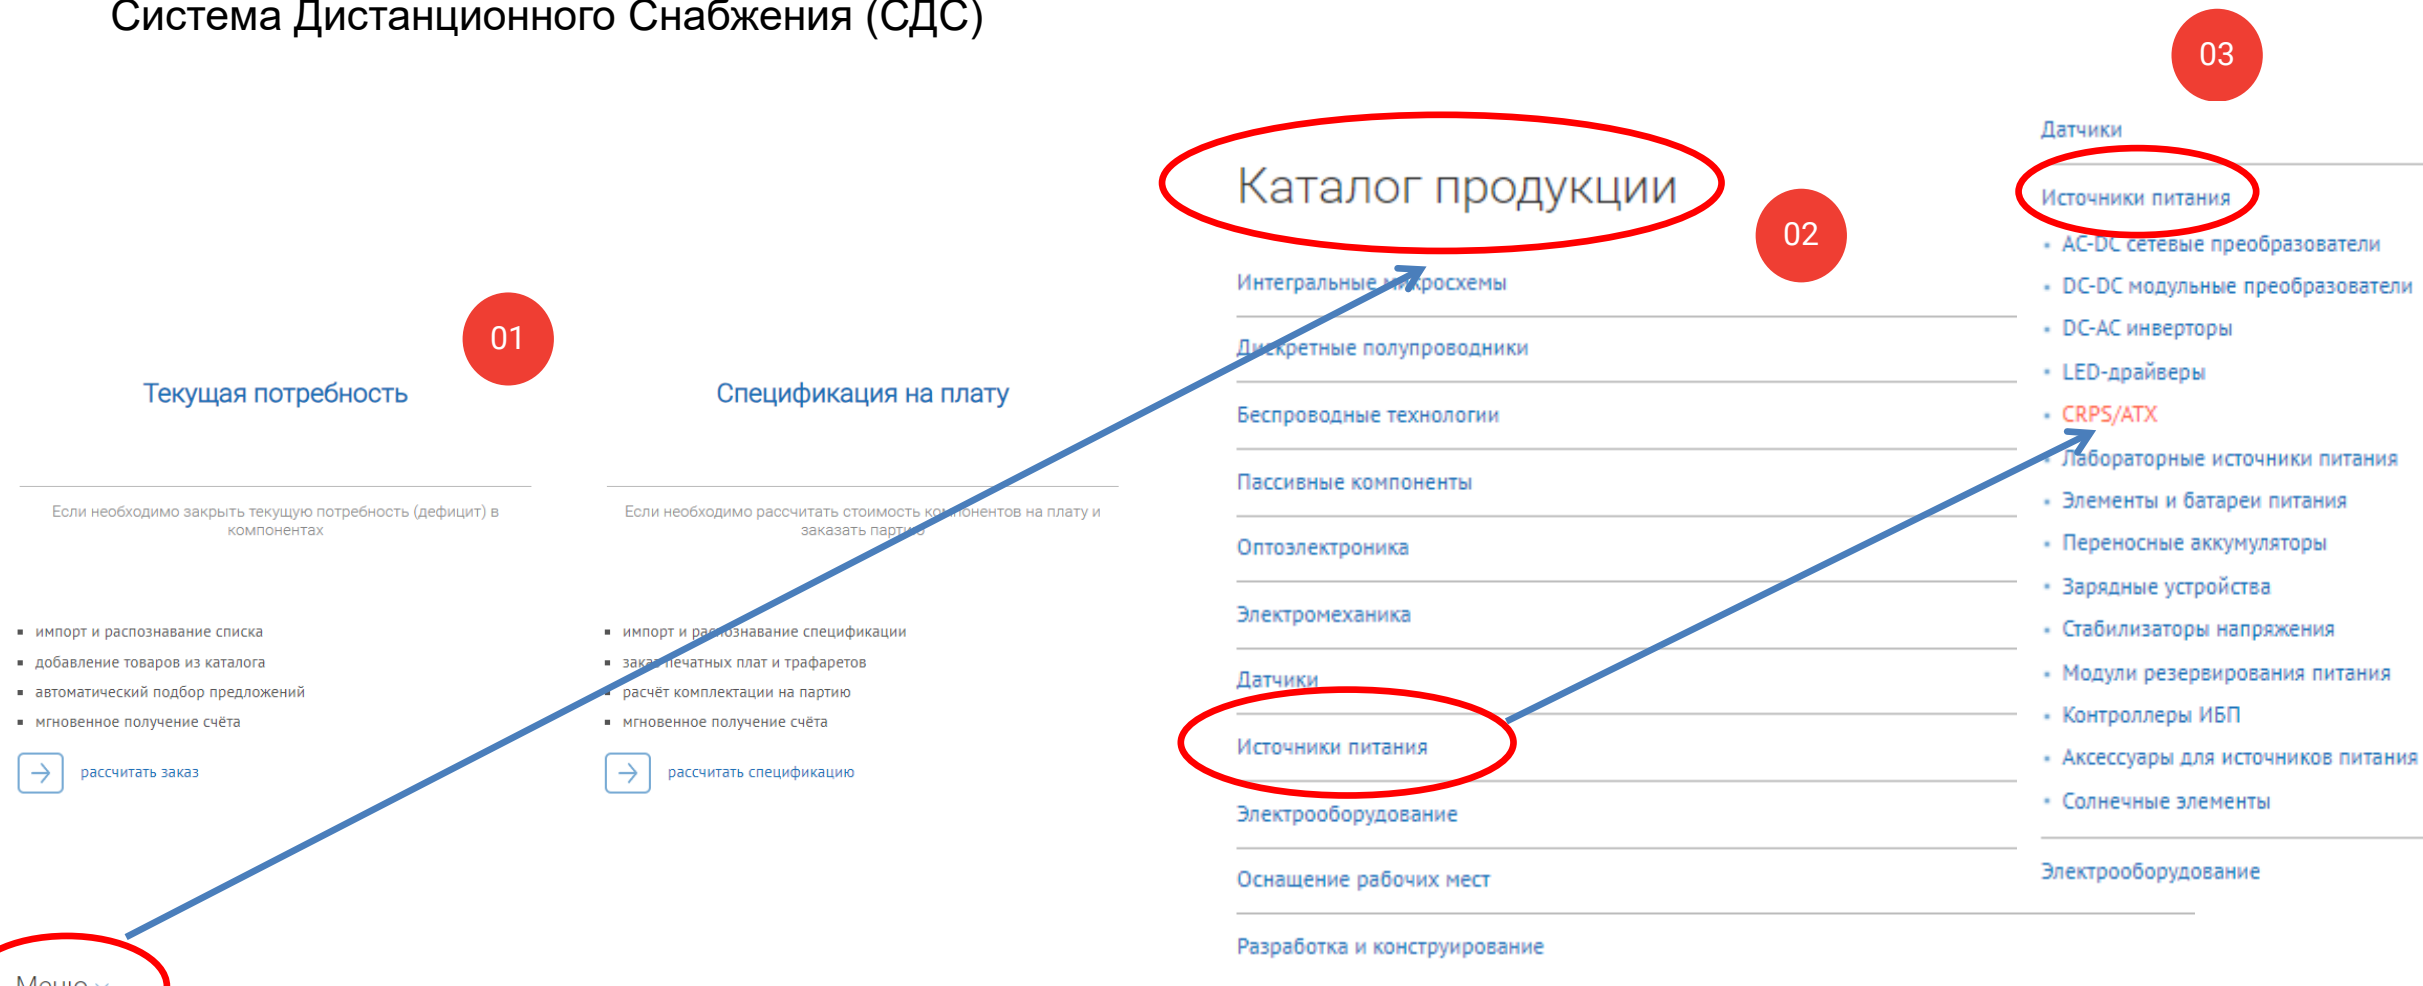 Система Дистанционного Снабжения (СДС)
01
Текущая потребность
Если необходимо закрыть текущую потребность (дефицит) в
компонентах
▪ импорт и распознавание списка
▪ добавление товаров из каталога
▪ автоматический подбор предложений
▪ мгновенное получение счёта
рассчитать заказ
Меню
Спецификация на плату
Если необходимо рассчитать стоимость компонентов на плату и
заказать партию
▪ импорт и распознавание спецификации
▪ заказ печатных плат и трафаретов
▪ расчёт комплектации на партию
▪ мгновенное получение счёта
рассчитать спецификацию
02
Каталог продукции
Интегральные микросхемы
Дискретные полупроводники
Беспроводные технологии
Пассивные компоненты
Оптоэлектроника
Электромеханика
Датчики
Источники питания
Электрооборудование
Оснащение рабочих мест
Разработка и конструирование
03
Датчики
Источники питания
• AC-DC сетевые преобразователи
• DC-DC модульные преобразователи
• DC-AC инверторы
• LED-драйверы
• CRPS/ATX
• Лабораторные источники питания
• Элементы и батареи питания
• Переносные аккумуляторы
• Зарядные устройства
• Стабилизаторы напряжения
• Модули резервирования питания
• Контроллеры ИБП
• Аксессуары для источников питания
• Солнечные элементы
Электрооборудование